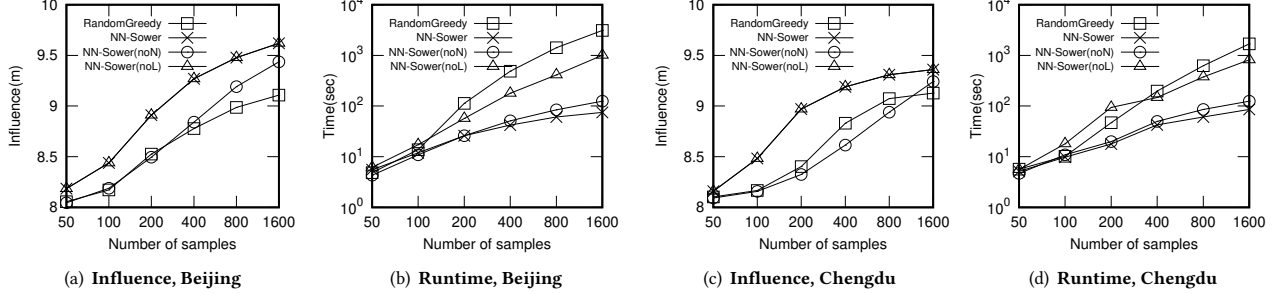 10
9.5
9
8.5
8
Influence(m)
RandomGreedy
NN-Sower
NN-Sower(noN)
NN-Sower(noL)
50 100 200 400 800 1600
Number of samples
(a) Influence, Beijing
10^4
10^3
10^2
10^1
10^0
Time(sec)
RandomGreedy
NN-Sower
NN-Sower(noN)
NN-Sower(noL)
50 100 200 400 800 1600
Number of samples
(b) Runtime, Beijing
10
9.5
9
8.5
8
Influence(m)
RandomGreedy
NN-Sower
NN-Sower(noN)
NN-Sower(noL)
50 100 200 400 800 1600
Number of samples
(c) Influence, Chengdu
10^4
10^3
10^2
10^1
10^0
Time(sec)
RandomGreedy
NN-Sower
NN-Sower(noN)
NN-Sower(noL)
50 100 200 400 800 1600
Number of samples
(d) Runtime, Chengdu